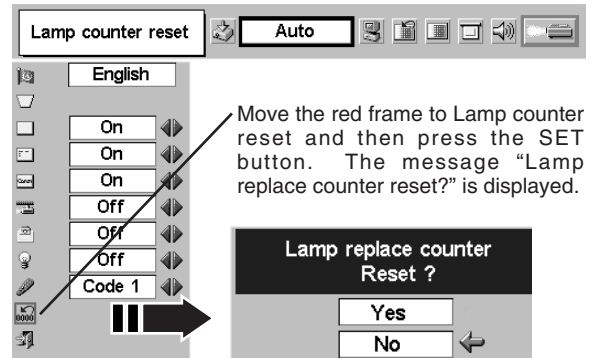 Lamp counter reset
Auto
English
On
On
Comm
On
Off
Off
Off
Code 1
0000
Move the red frame to Lamp counter
reset and then press the SET
button. The message “Lamp
replace counter reset?” is displayed.
Lamp replace counter
Reset ?
Yes
No